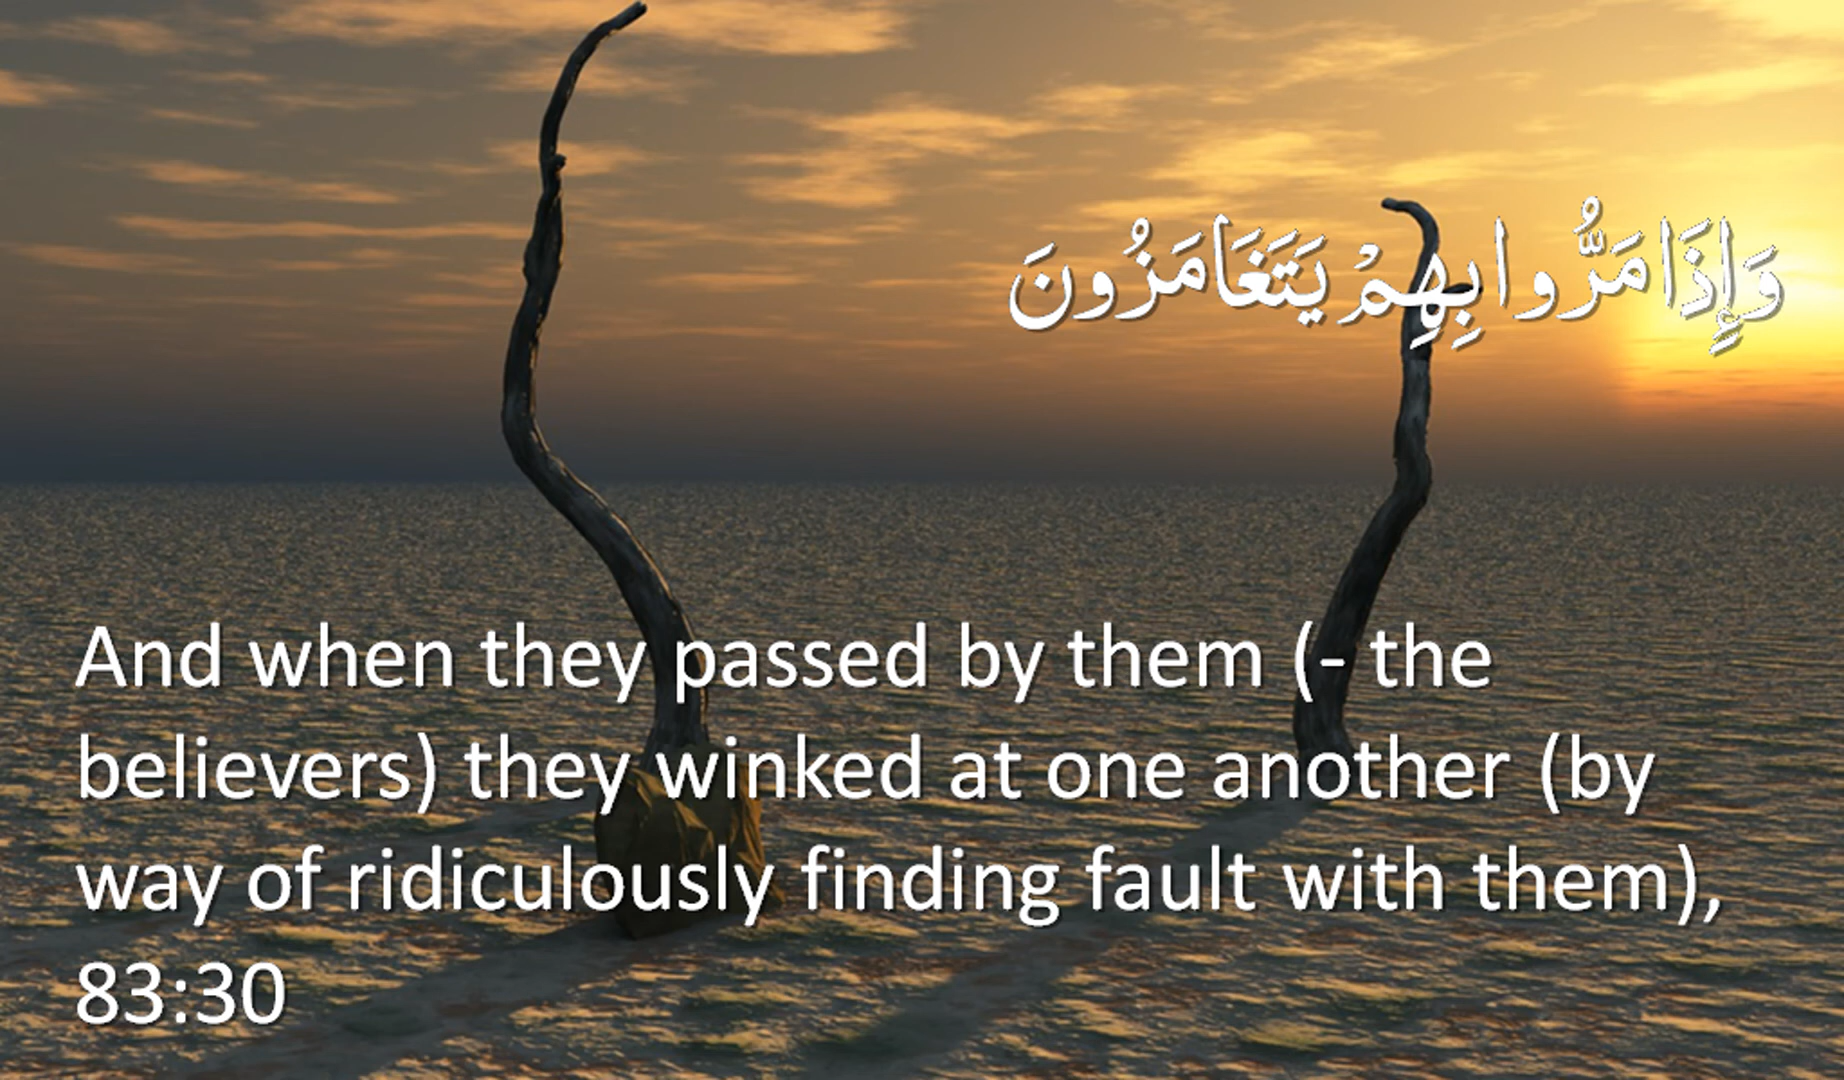 وَإِذَا مَرُّوا بِهِمْ يَتَغَامَزُونَ
And when they passed by them (- the
believers) they winked at one another (by
way of ridiculously finding fault with them),
83:30